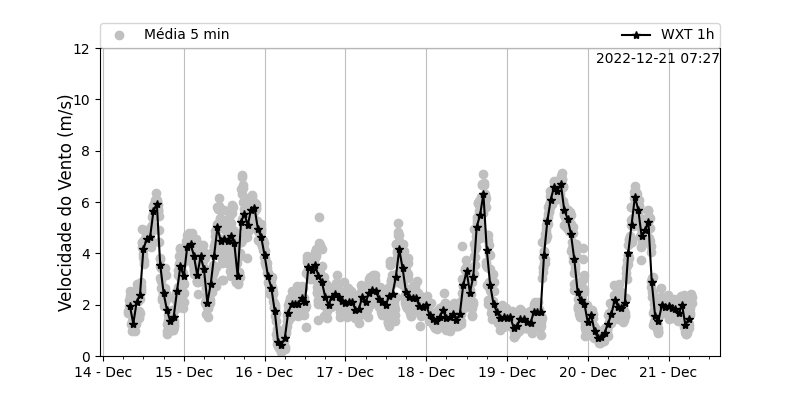 Média 5 min
WXT 1h
2022-12-21 07:27
Velocidade do Vento (m/s)
12
10
8
6
4
2
0
14 - Dec
15 - Dec
16 - Dec
17 - Dec
18 - Dec
19 - Dec
20 - Dec
21 - Dec